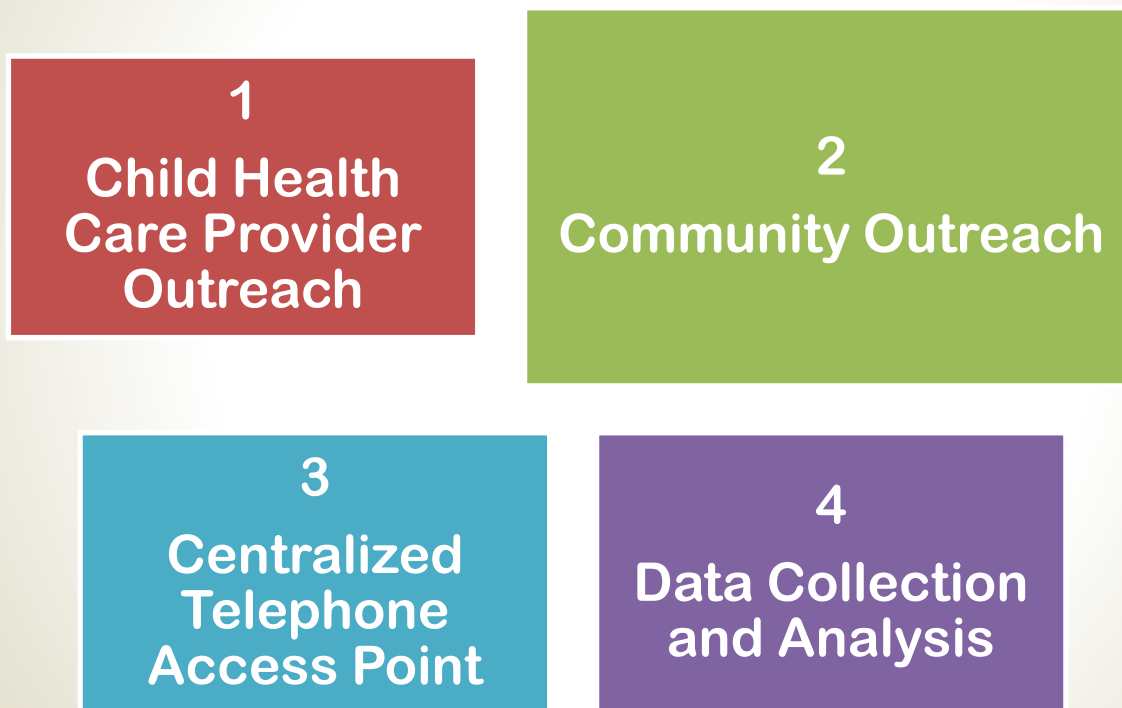 1
Child Health
Care Provider
Outreach
2
Community Outreach
3
Centralized
Telephone
Access Point
4
Data Collection
and Analysis